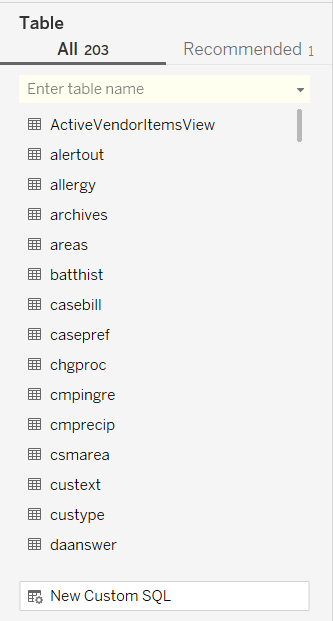 Table
All 203 Recommended 1
Enter table name
ActiveVendorItemsView
alertout
allergy
archives
areas
batthist
casebill
casepref
chgproc
cmpingre
cmprecip
csmarea
custext
custype
daanswer
New Custom SQL